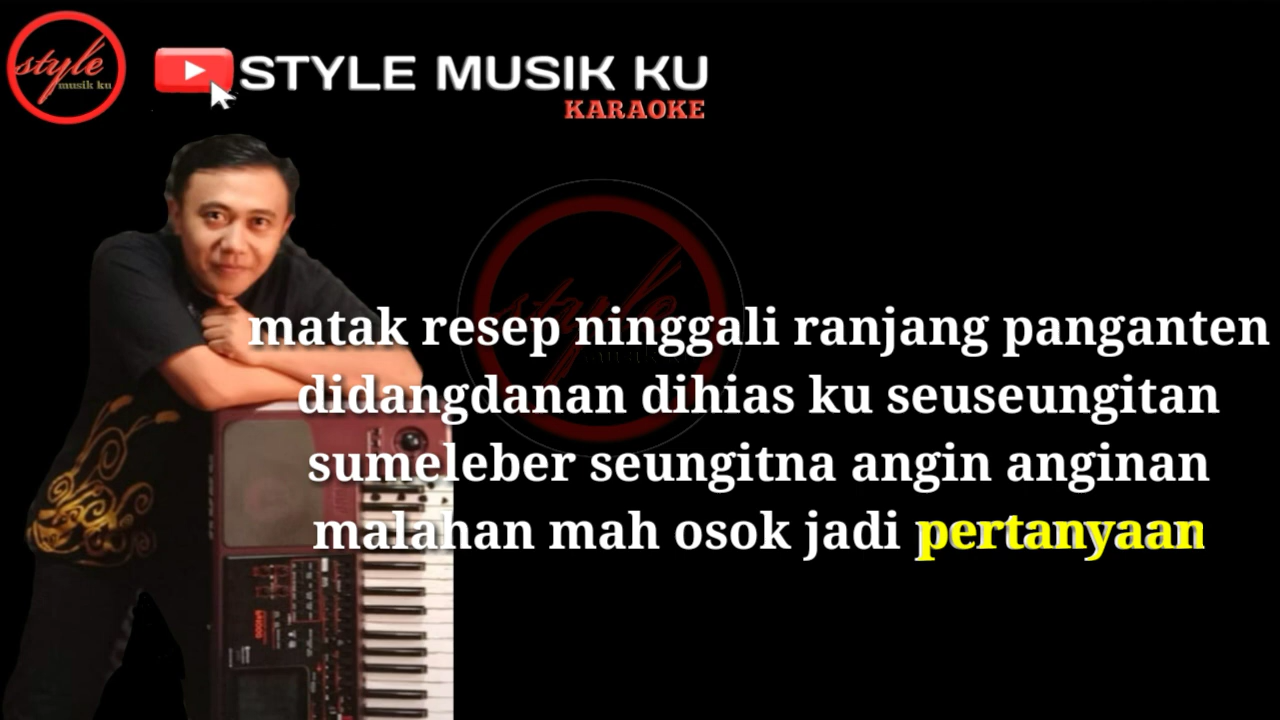 style
musik ku
STYLE MUSIK KU
KARAOKE
matak resep ninggali ranjang panganten
didangdanan dihias ku seuseungitan
sumeleber seungitna angin anginan
malahan mah osok jadi pertanyaan